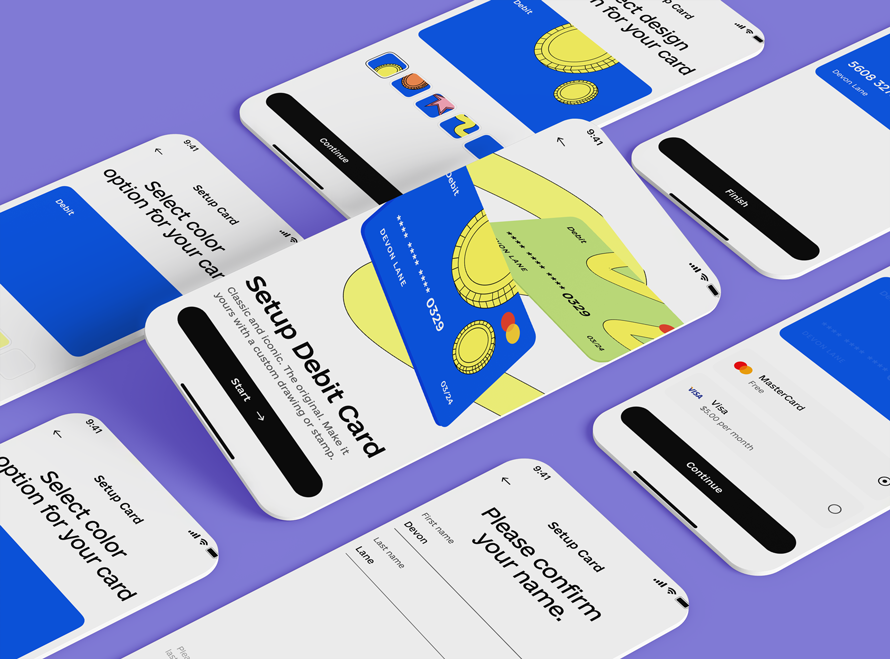 Setup Card
Select design
option for your card
Debit
Continue
9:41
Setup Card
Select color
option for your car
Debit
9:41
Debit
**** **** **** 0329
DEVON LANE
03/24
Debit
**** **** **** 0329
VON LANE
03/24
Setup Debit Card
Classic and iconic. The original. Make it
yours with a custom drawing or stamp.
Start →
5608 321
Devon Lane
Finish
DEVON LANE
MasterCard
Free
VISA
Visa
$5.00 per month
Continue
9:41
Setup Card
Select color
option for your card
9:41
Setup Card
Please confirm
your name.
First name
Devon
Last name
Lane